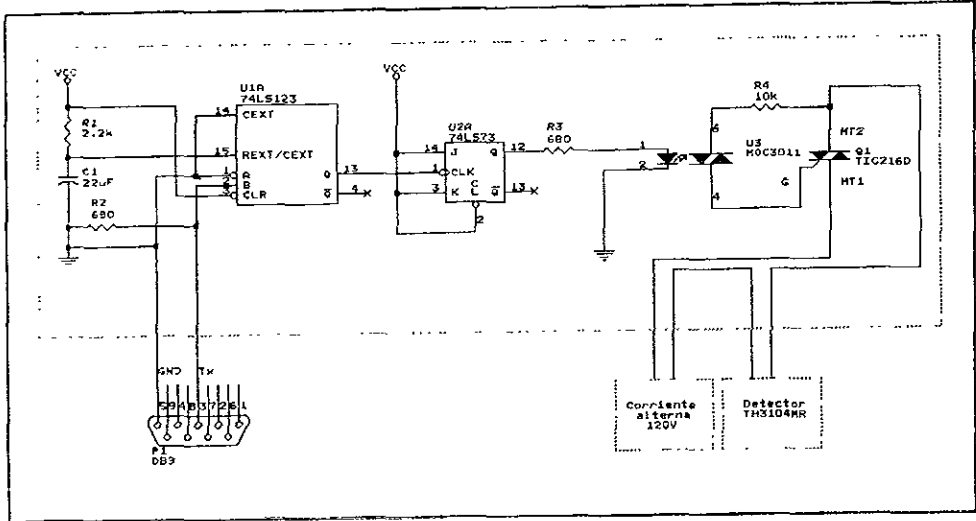 VCC
R1
2.2k
C1
22uF
R2
680
U1A
74LS123
14
CEXT
15
REXT/CEXT
1
A
2
B
3
CLR
Q
13
Q
4
VCC
U2A
74LS73
14
J
Q
12
1
CLK
3
K
C
L
Q
13
2
R3
680
1
2
6
U3
MOC3011
4
R4
10k
MT2
Q1
TIC216D
G
MT1
GND
Tx
5 9 4 8 3 7 2 6 1
P1
DB9
Corriente
alterna
120V
Detector
TH3104MR